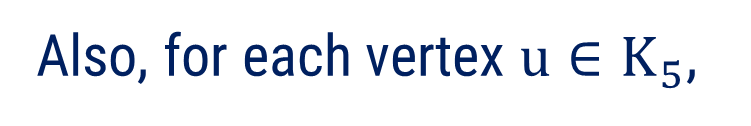 Also, for each vertex u ∈ K₅,